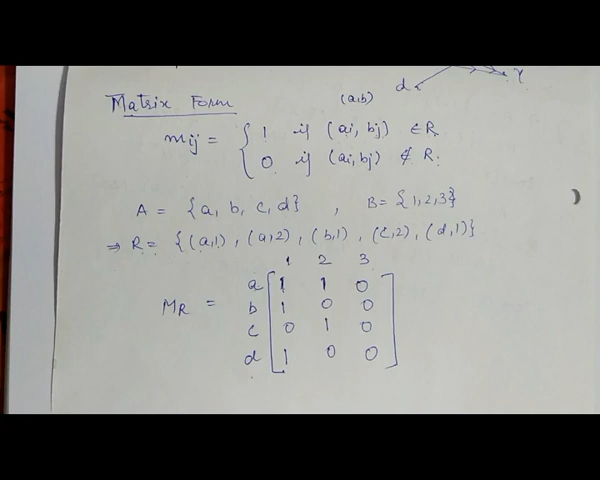 d γ
Matrix Form (a,b)
mij = { 1 if (ai, bj) ∈ R
0 if (ai, bj) ∉ R.
A = {a, b, c, d} , B = {1,2,3}
⇒ R = {(a,1), (a,2), (b,1), (c,2), (d,1)}
1 2 3
a 1 1 0
MR = b 1 0 0
c 0 1 0
d 1 0 0